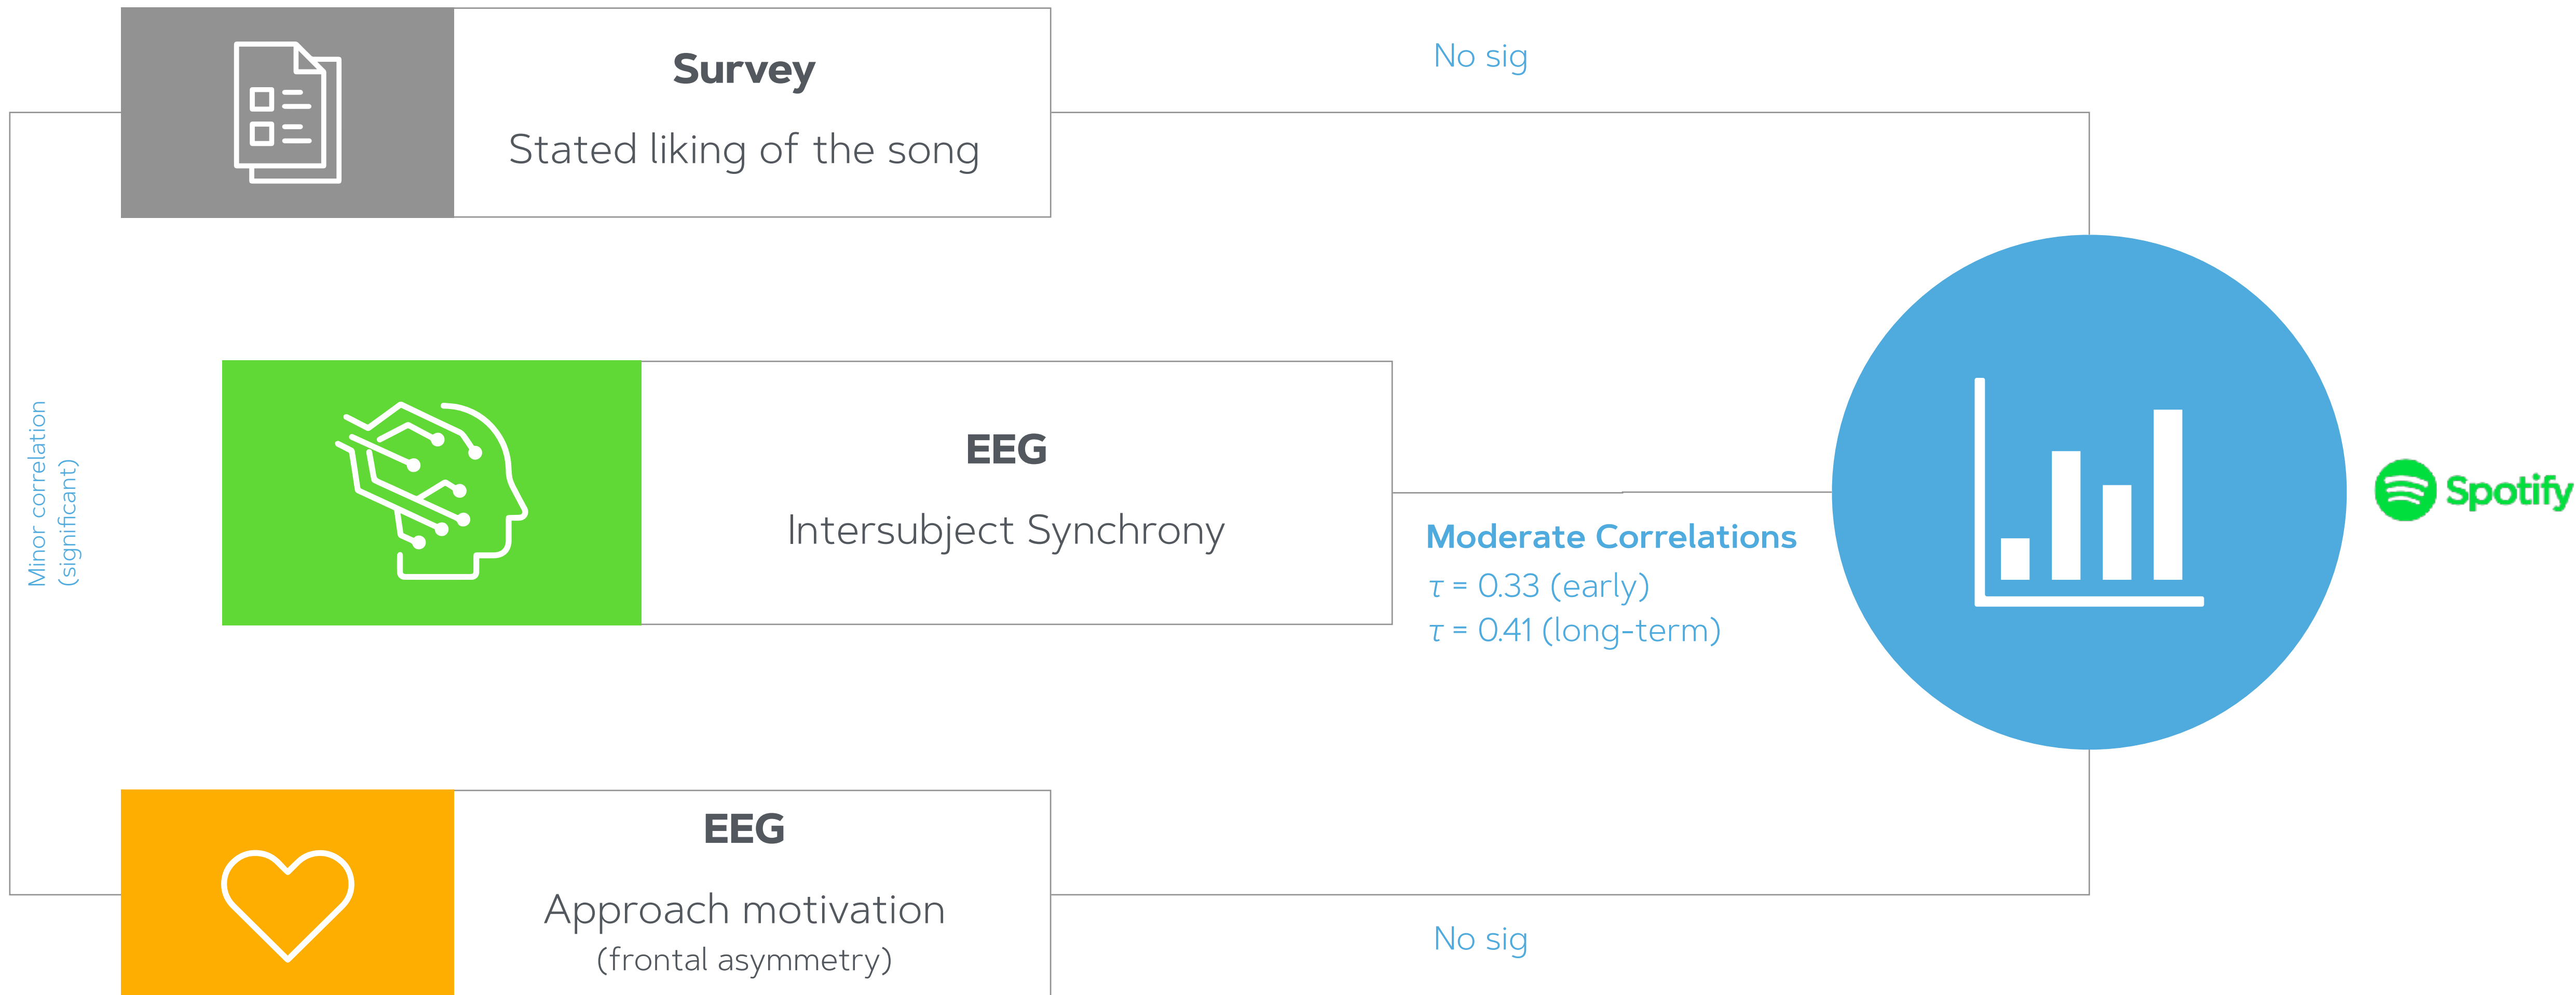 Survey
Stated liking of the song
No sig
Minor correlation
(significant)
EEG
Intersubject Synchrony
Moderate Correlations
τ = 0.33 (early)
τ = 0.41 (long-term)
Spotify
EEG
Approach motivation
(frontal asymmetry)
No sig